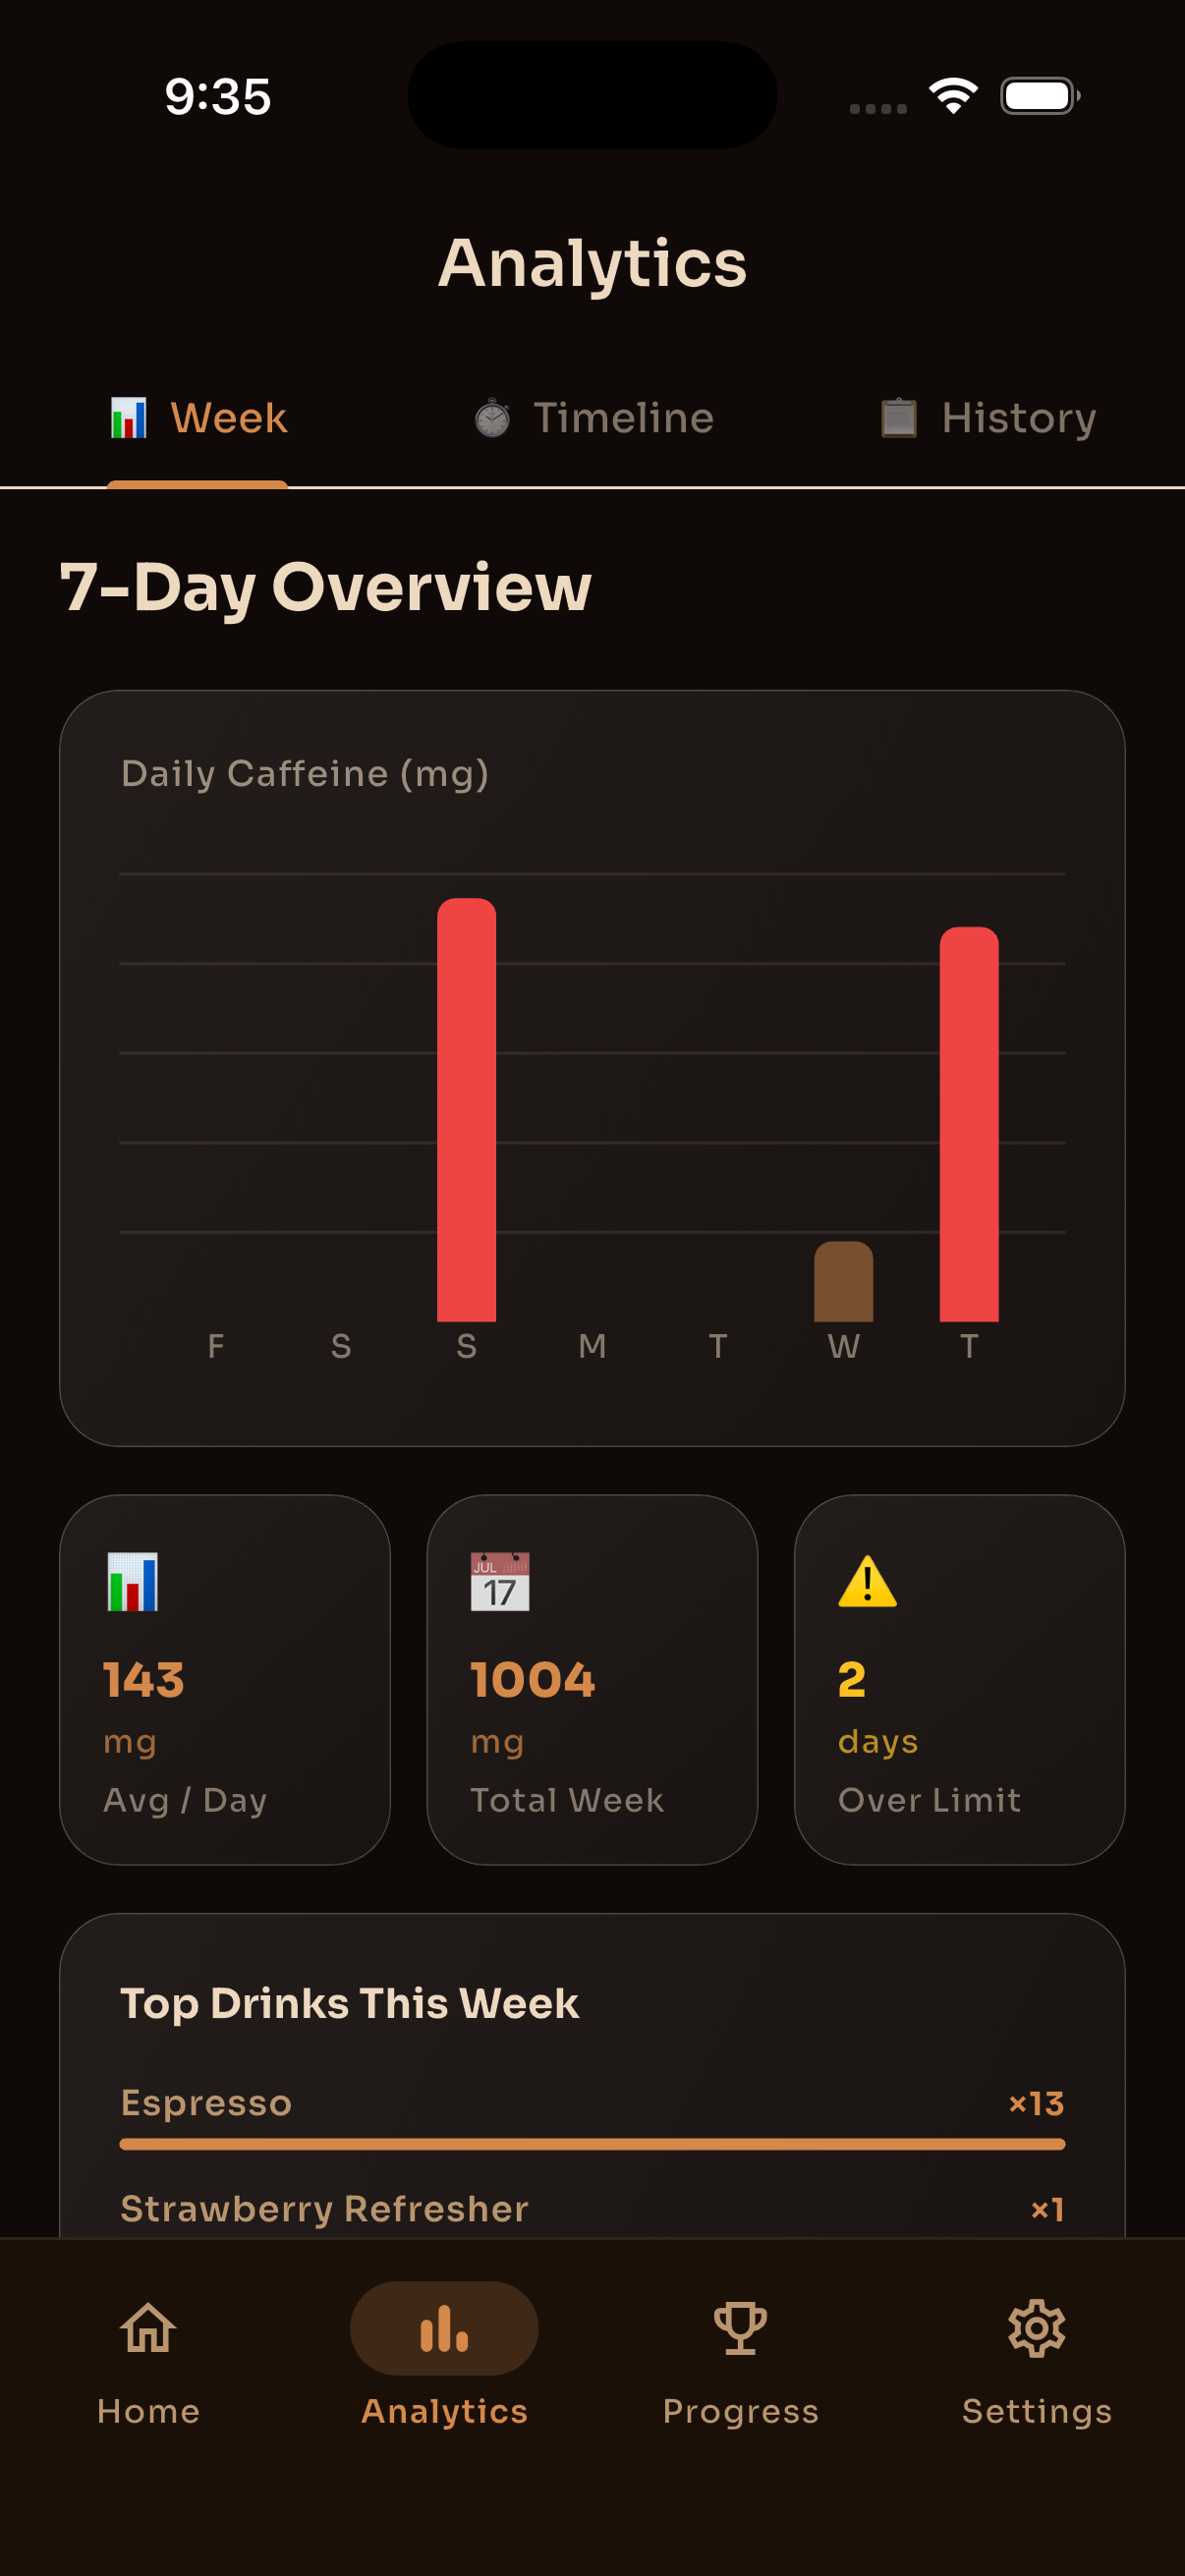 9:35
Analytics
Week Timeline History
7-Day Overview
Daily Caffeine (mg)
F S S M T W T
JUL
17
143
mg
Avg / Day
1004
mg
Total Week
2
days
Over Limit
Top Drinks This Week
Espresso ×13
Strawberry Refresher ×1
Home Analytics Progress Settings